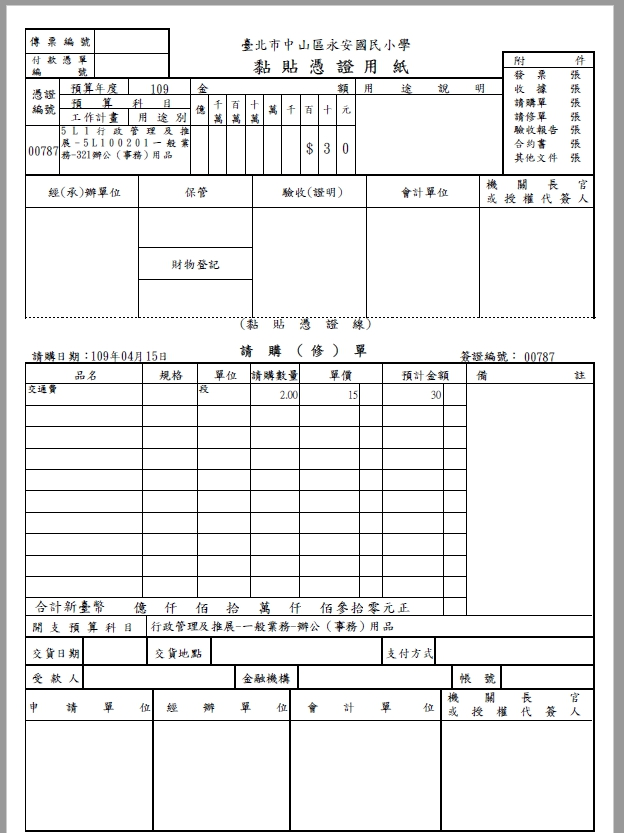 傳票編號
臺北市中山區永安國民小學
付款憑單
編號
黏貼憑證用紙
附件
憑證
編號
預算年度 109
金額
用途說明
預算科目
工作計畫 用途別
億 千萬 百萬 十萬 萬 千 百 十 元
發票 張
收據 張
請購單 張
請修單 張
驗收報告 張
合約書 張
其他文件 張
00787
5L1行政管理及推
展-5L100201一般業
務-321辦公（事務）用品
$ 3 0
經(承)辦單位 保管 驗收(證明) 會計單位 機關長官
或授權代簽人
財物登記
(黏貼憑證線)
請購（修）單
請購日期：109年04月15日
簽證編號： 00787
品名 規格 單位 請購數量 單價 預計金額 備註
交通費 段 2.00 15 30
合計新臺幣 億仟佰拾萬仟佰參拾零元正
開支預算科目 行政管理及推展-一般業務-辦公（事務）用品
交貨日期 交貨地點 支付方式
受款人 金融機構 帳號
申請單位 經辦單位 會計單位 機關長官
或授權代簽人